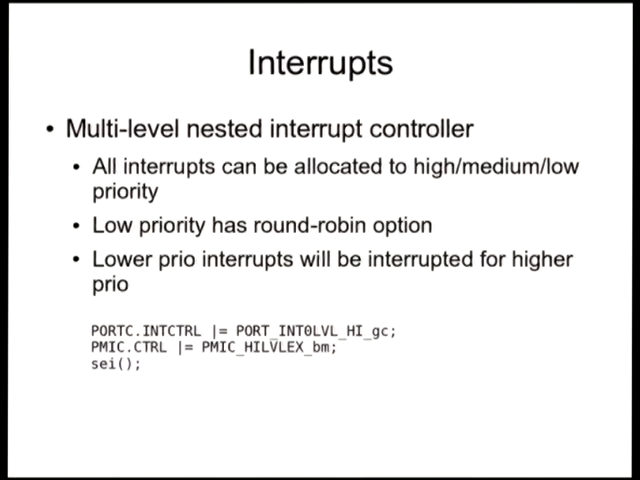 Interrupts
• Multi-level nested interrupt controller
• All interrupts can be allocated to high/medium/low
priority
• Low priority has round-robin option
• Lower prio interrupts will be interrupted for higher
prio
PORTC.INTCTRL |= PORT_INT0LVL_HI_gc;
PMIC.CTRL |= PMIC_HILVLEX_bm;
sei();